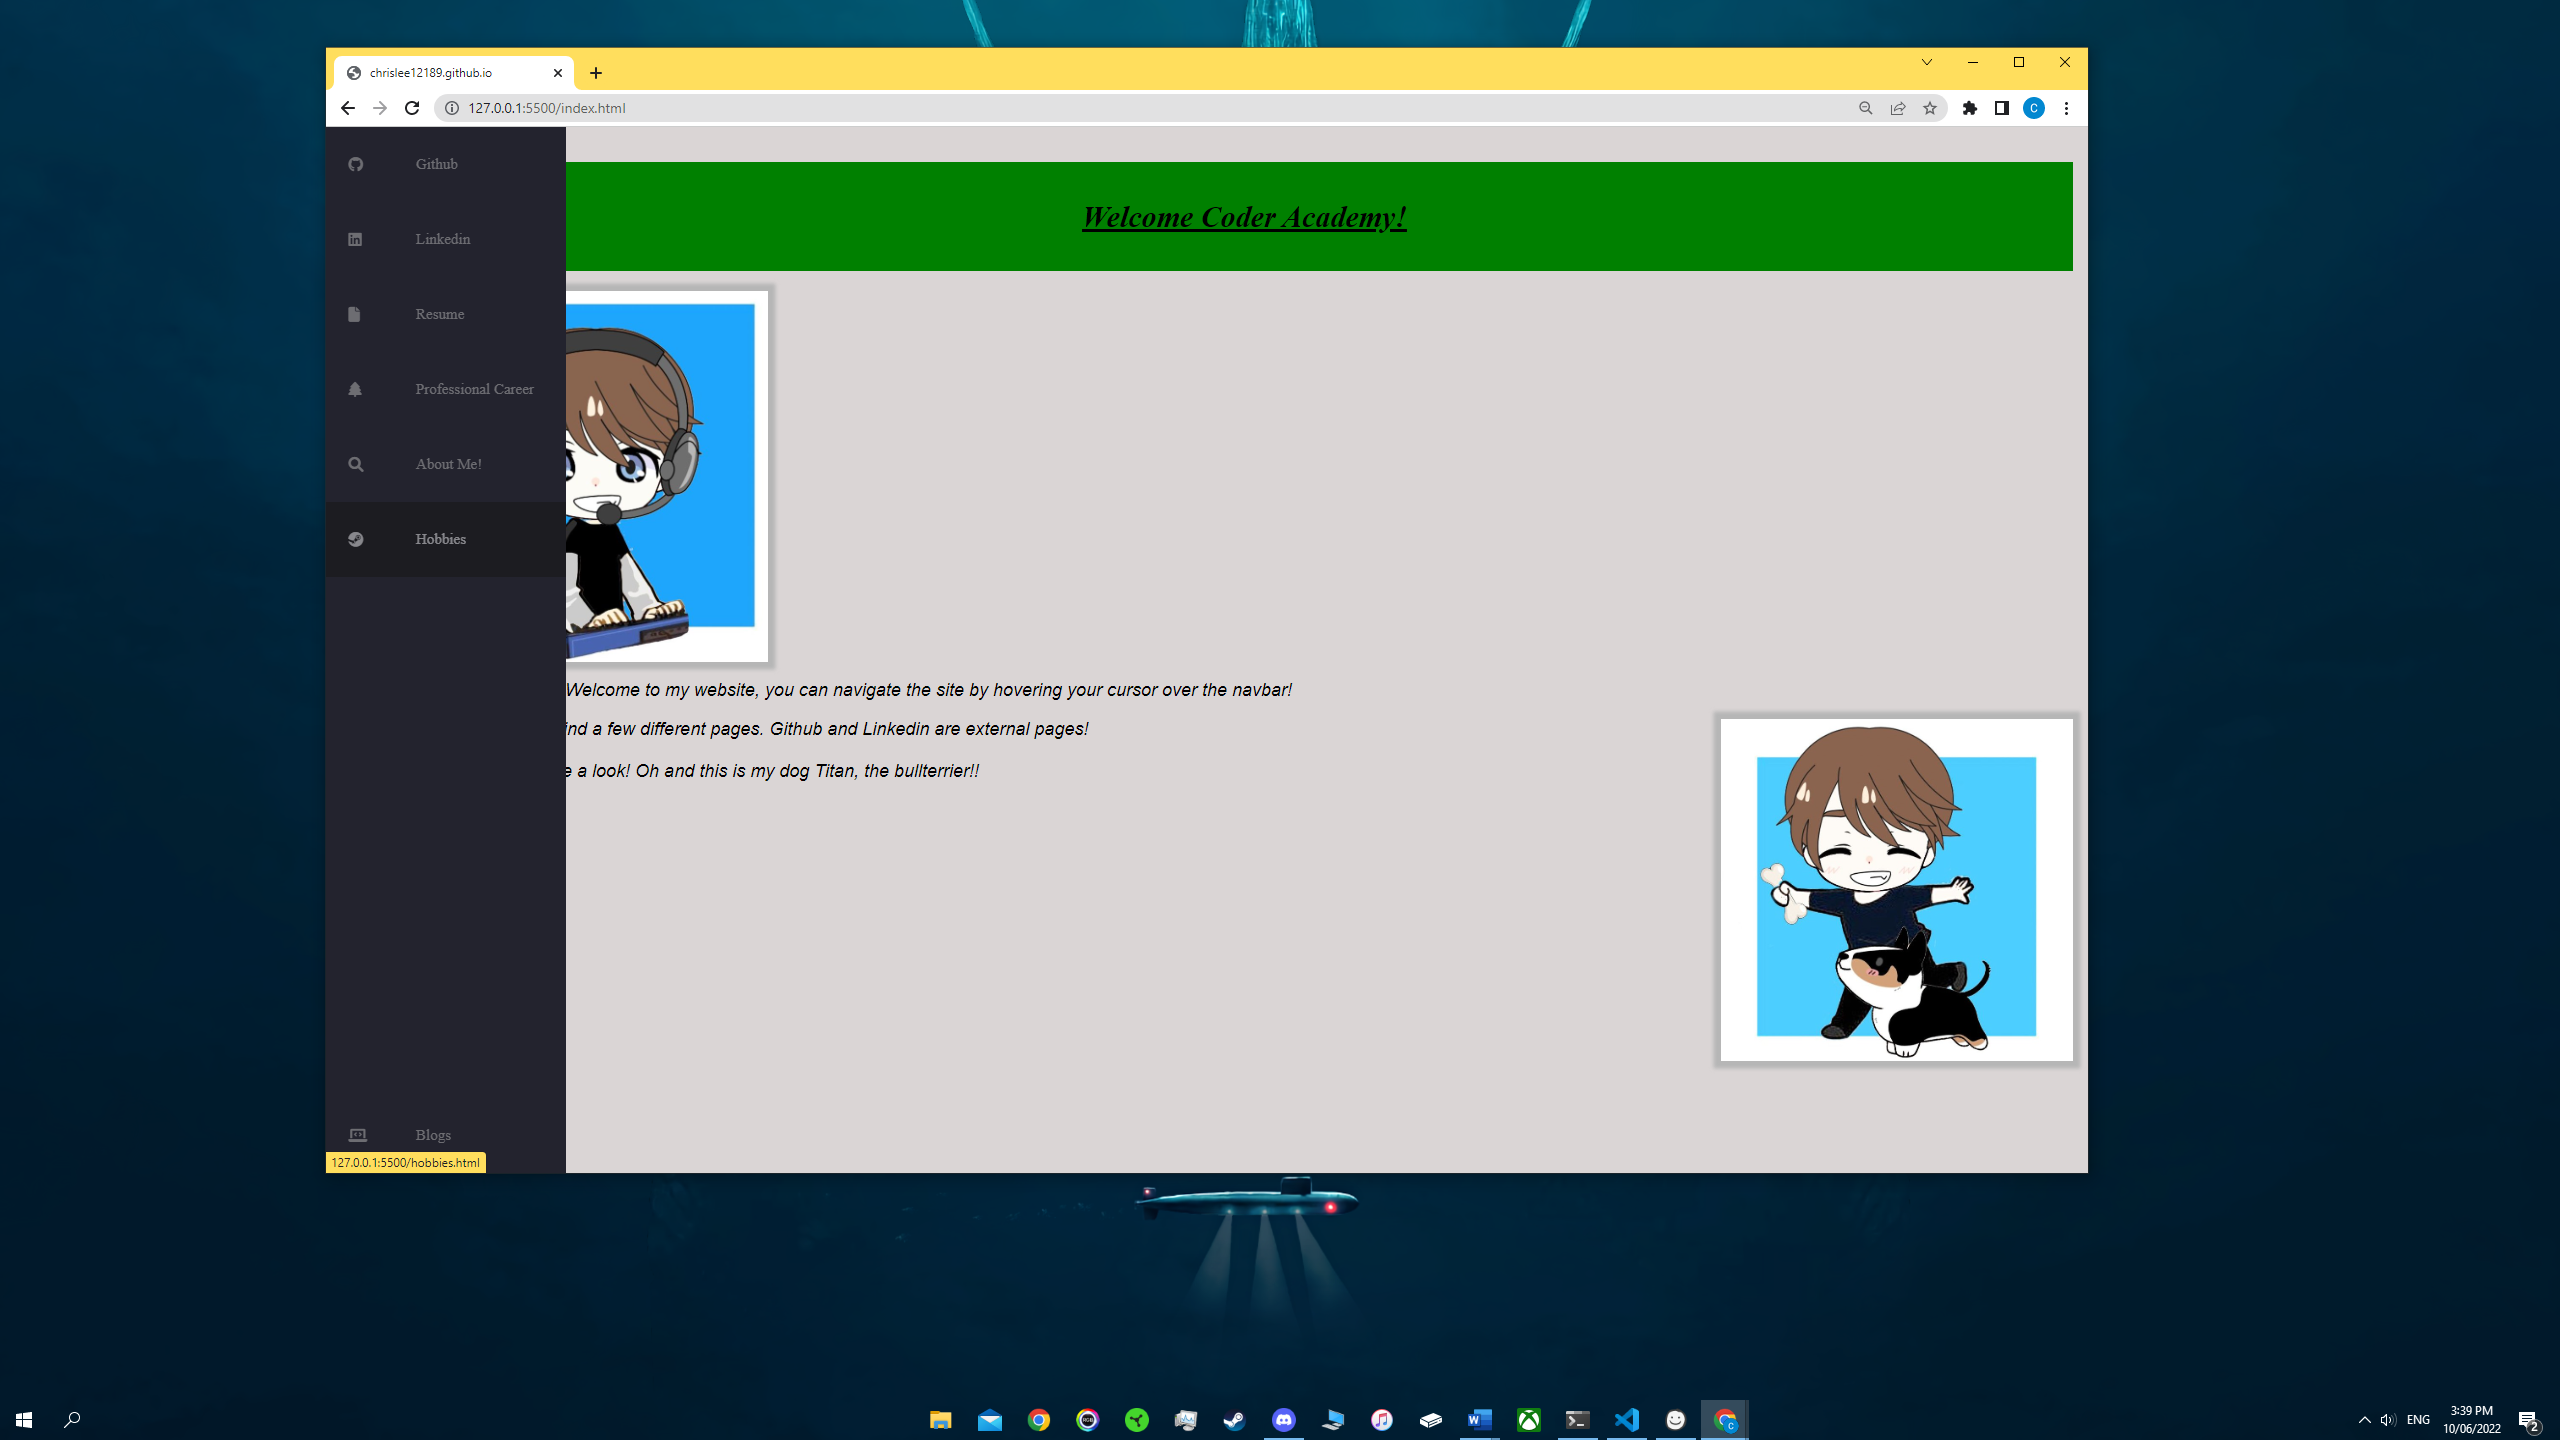 chrislee12189.github.io
127.0.0.1:5500/index.html
C
Github
Linkedin
Resume
Professional Career
About Me!
Hobbies
Blogs
127.0.0.1:5500/hobbies.html
Welcome Coder Academy!
Welcome to my website, you can navigate the site by hovering your cursor over the navbar!
ind a few different pages. Github and Linkedin are external pages!
e a look! Oh and this is my dog Titan, the bullterrier!!
ENG
3:39 PM
10/06/2022
2